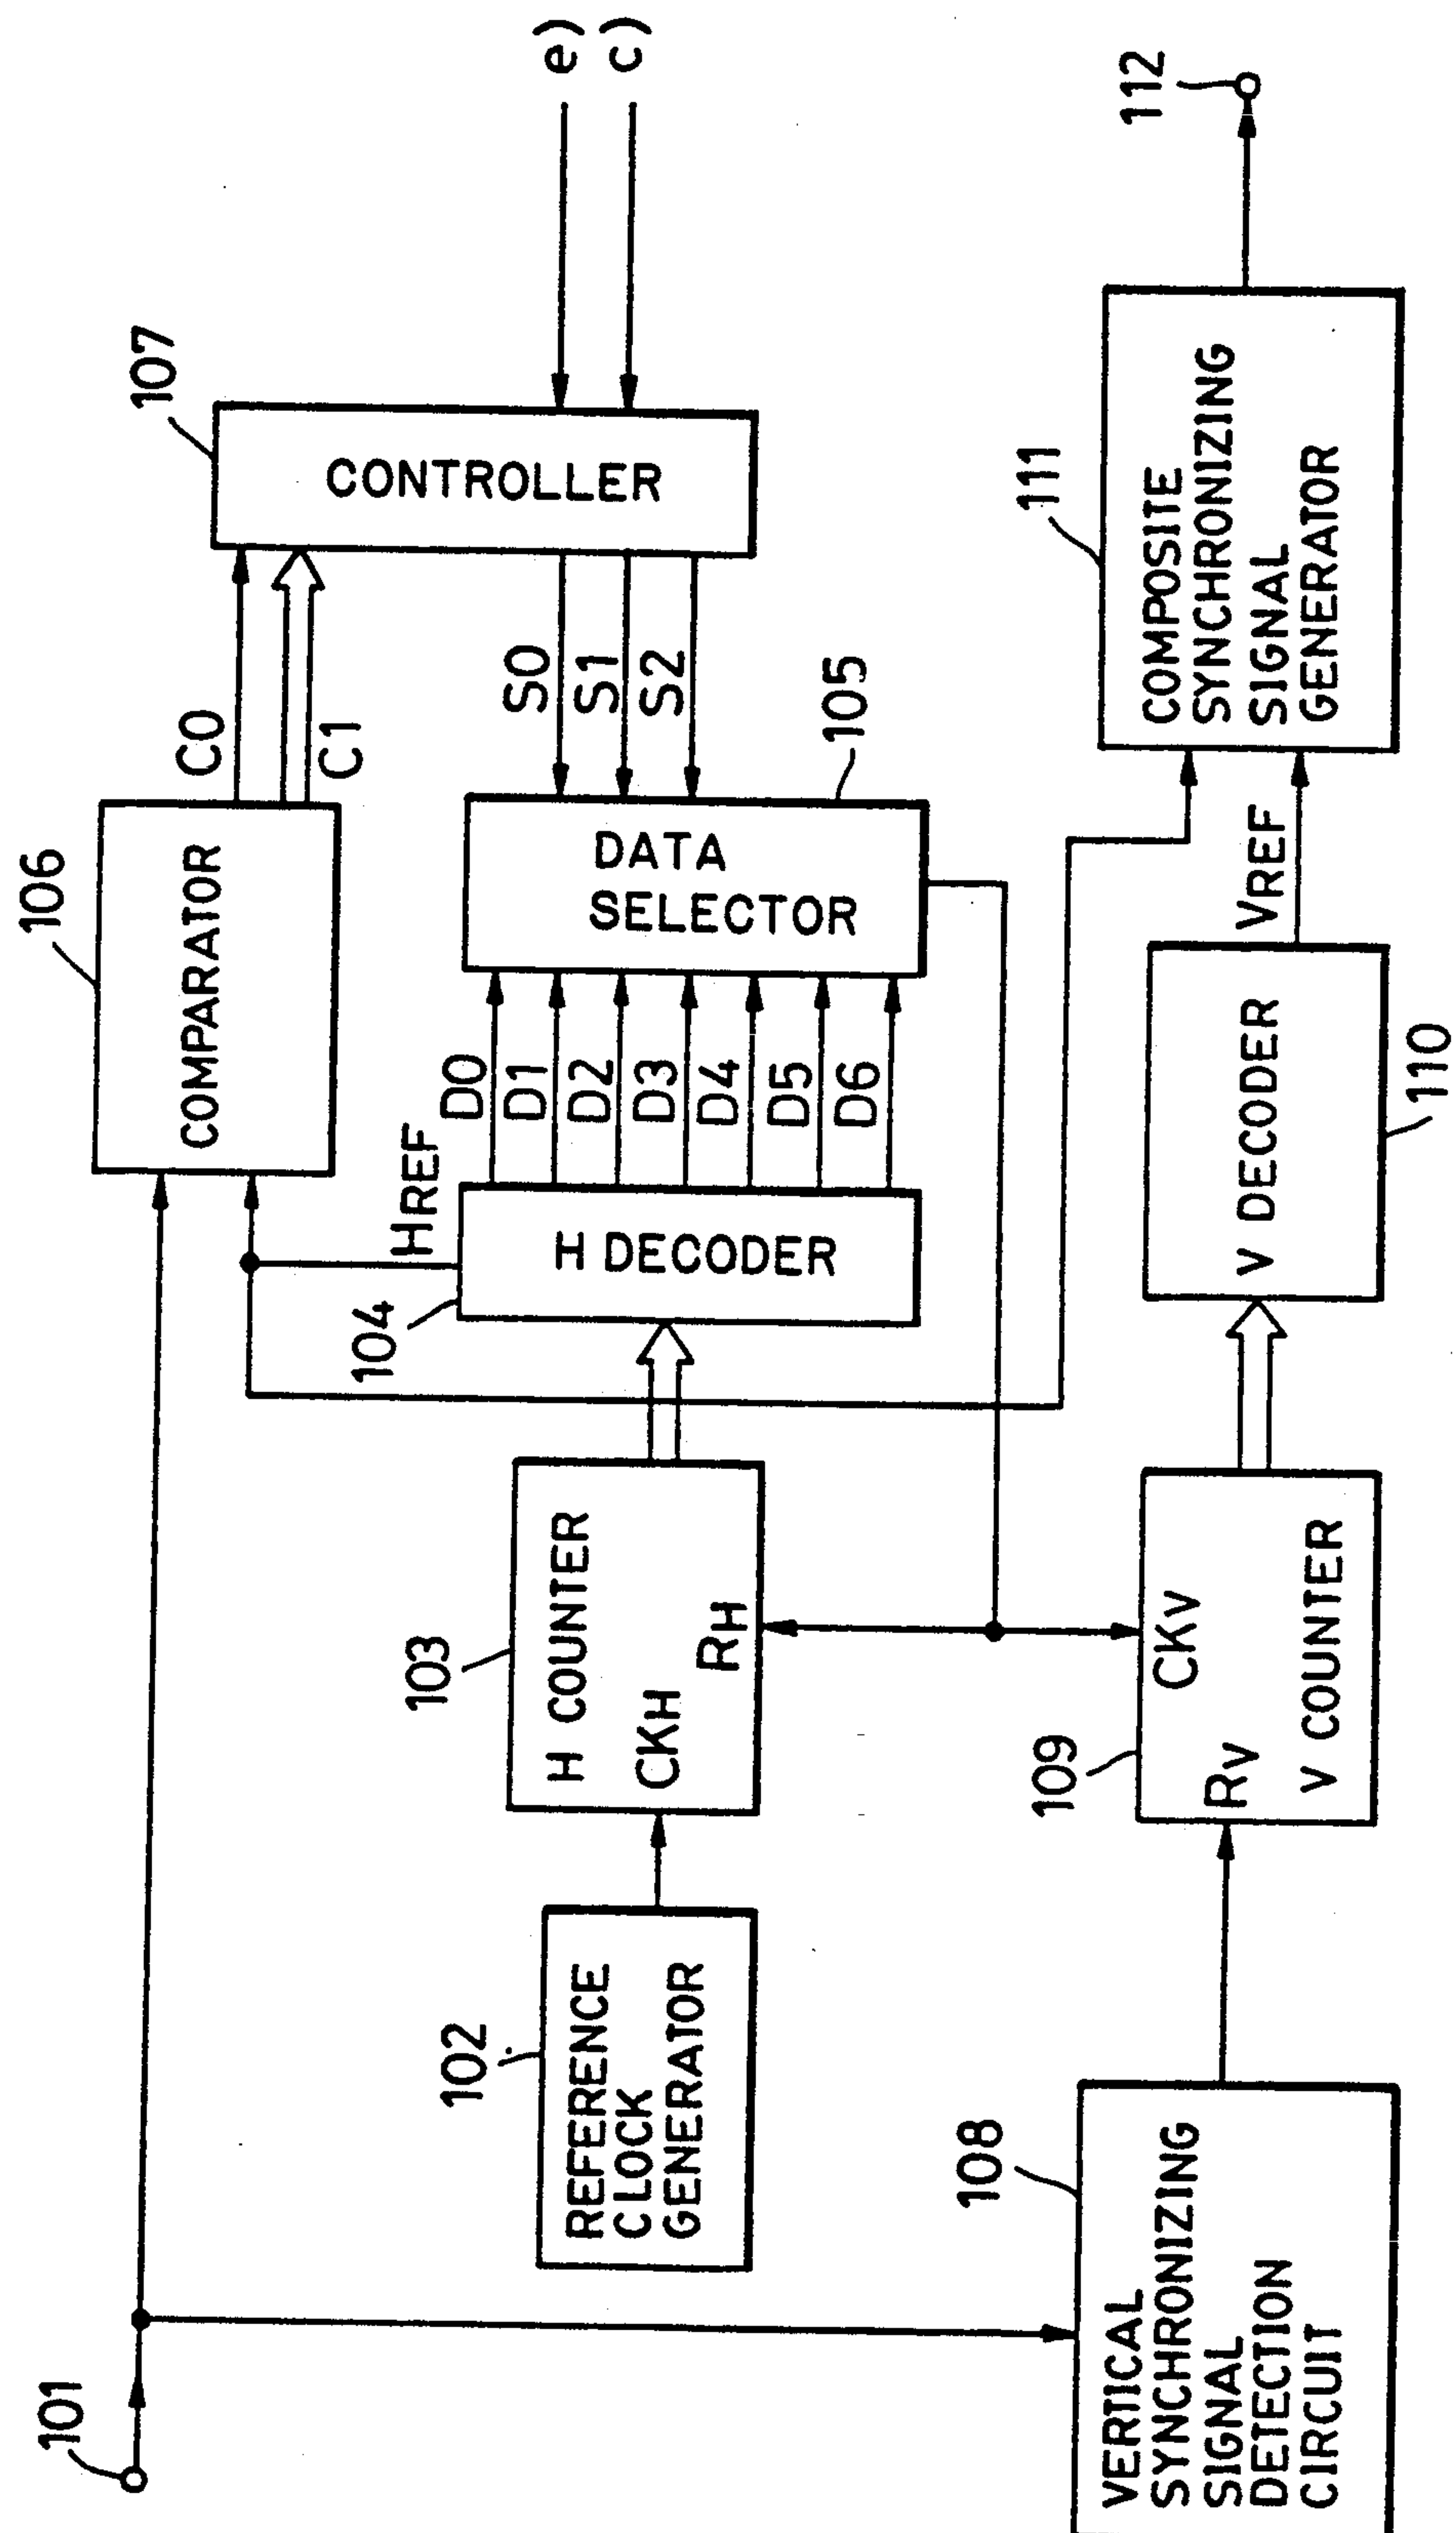 101
106
COMPARATOR
C0
C1
107
CONTROLLER
e)
c)
HREF
104
H DECODER
D0
D1
D2
D3
D4
D5
D6
DATA
SELECTOR
105
S0
S1
S2
102
REFERENCE
CLOCK
GENERATOR
103
H COUNTER
CKH
RH
108
VERTICAL
SYNCHRONIZING
SIGNAL
DETECTION
CIRCUIT
109
CKV
RV
V COUNTER
V DECODER
110
VREF
111
COMPOSITE
SYNCHRONIZING
SIGNAL
GENERATOR
112